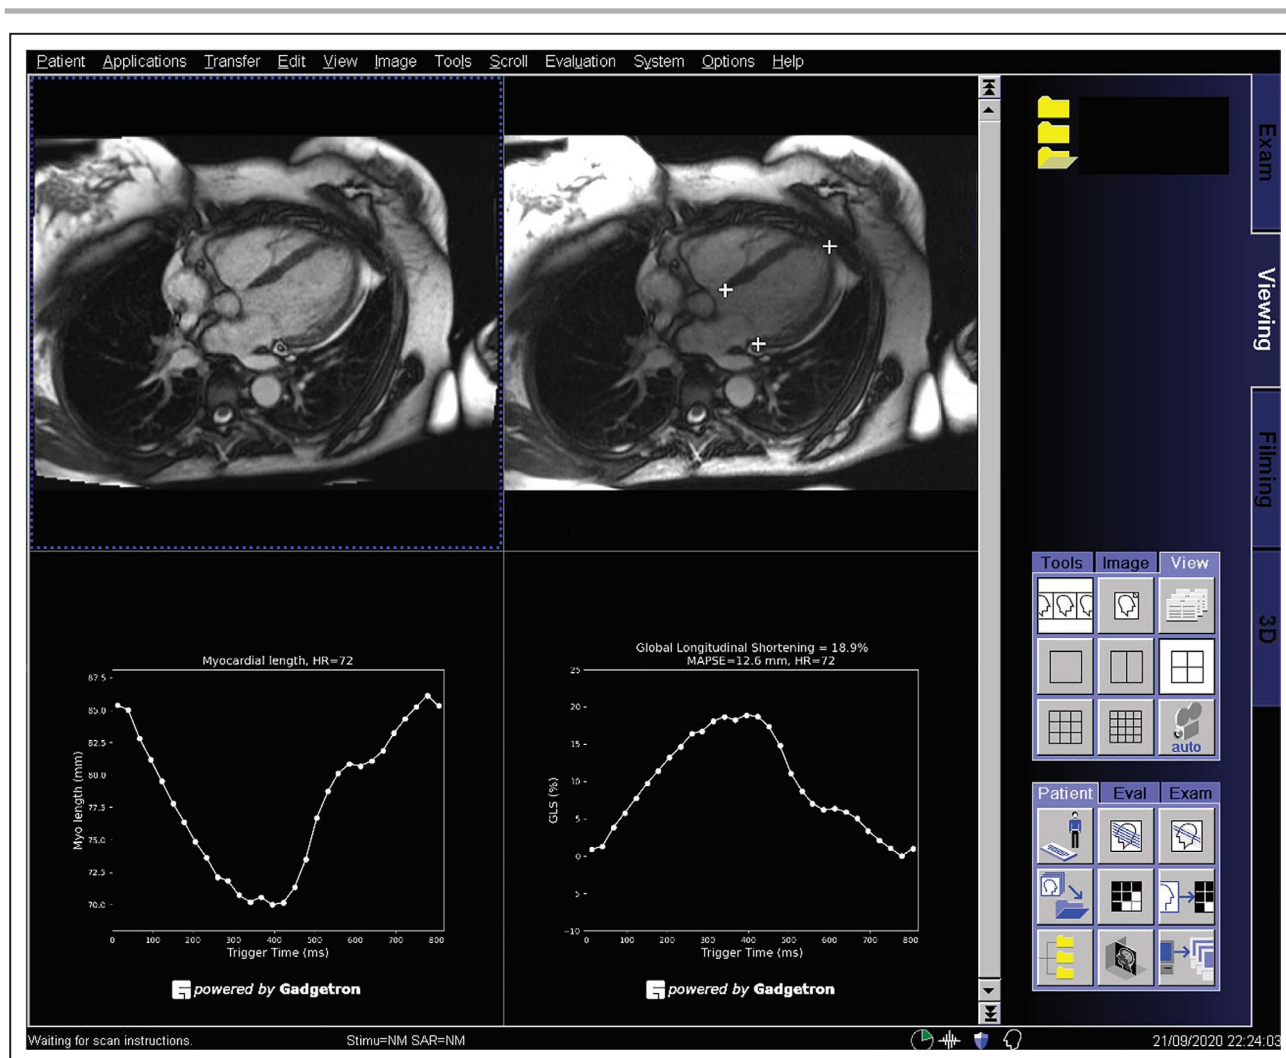 Patient Applications Transfer Edit View Image Tools Scroll Evaluation System Options Help
Exam
Viewing
Filming
3D
Tools Image View
auto
Patient Eval Exam
Myocardial length, HR=72
87.5
85.0
82.5
80.0
77.5
75.0
72.5
70.0
Myo length (mm)
0 100 200 300 400 500 600 700 800
Trigger Time (ms)
powered by Gadgetron
Global Longitudinal Shortening = 18.9%
MAPSE=12.6 mm, HR=72
25
20
15
10
5
0
5
−10
GLS (%)
0 100 200 300 400 500 600 700 800
Trigger Time (ms)
powered by Gadgetron
Waiting for scan instructions. Stimu=NM SAR=NM 21/09/2020 22:24:03